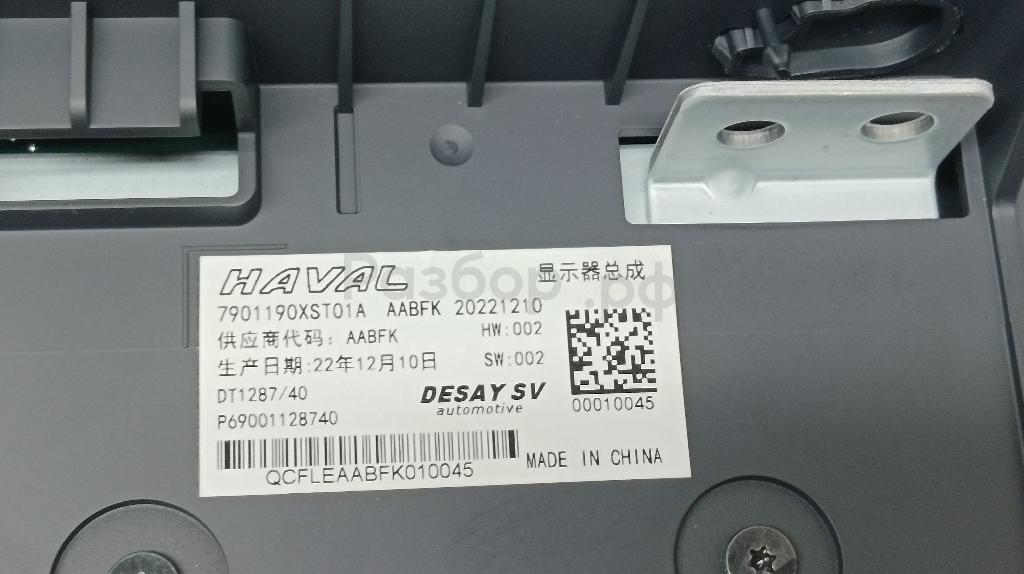 HAVAL 显示器总成
7901190XST01A AABFK 20221210
供应商代码: AABFK HW:002
生产日期:22年12月10日 SW:002
DT1287/40
DESAY SV
automotive
P69001128740
00010045
QCFLEAABFK010045
MADE IN CHINA
Разбор.рф